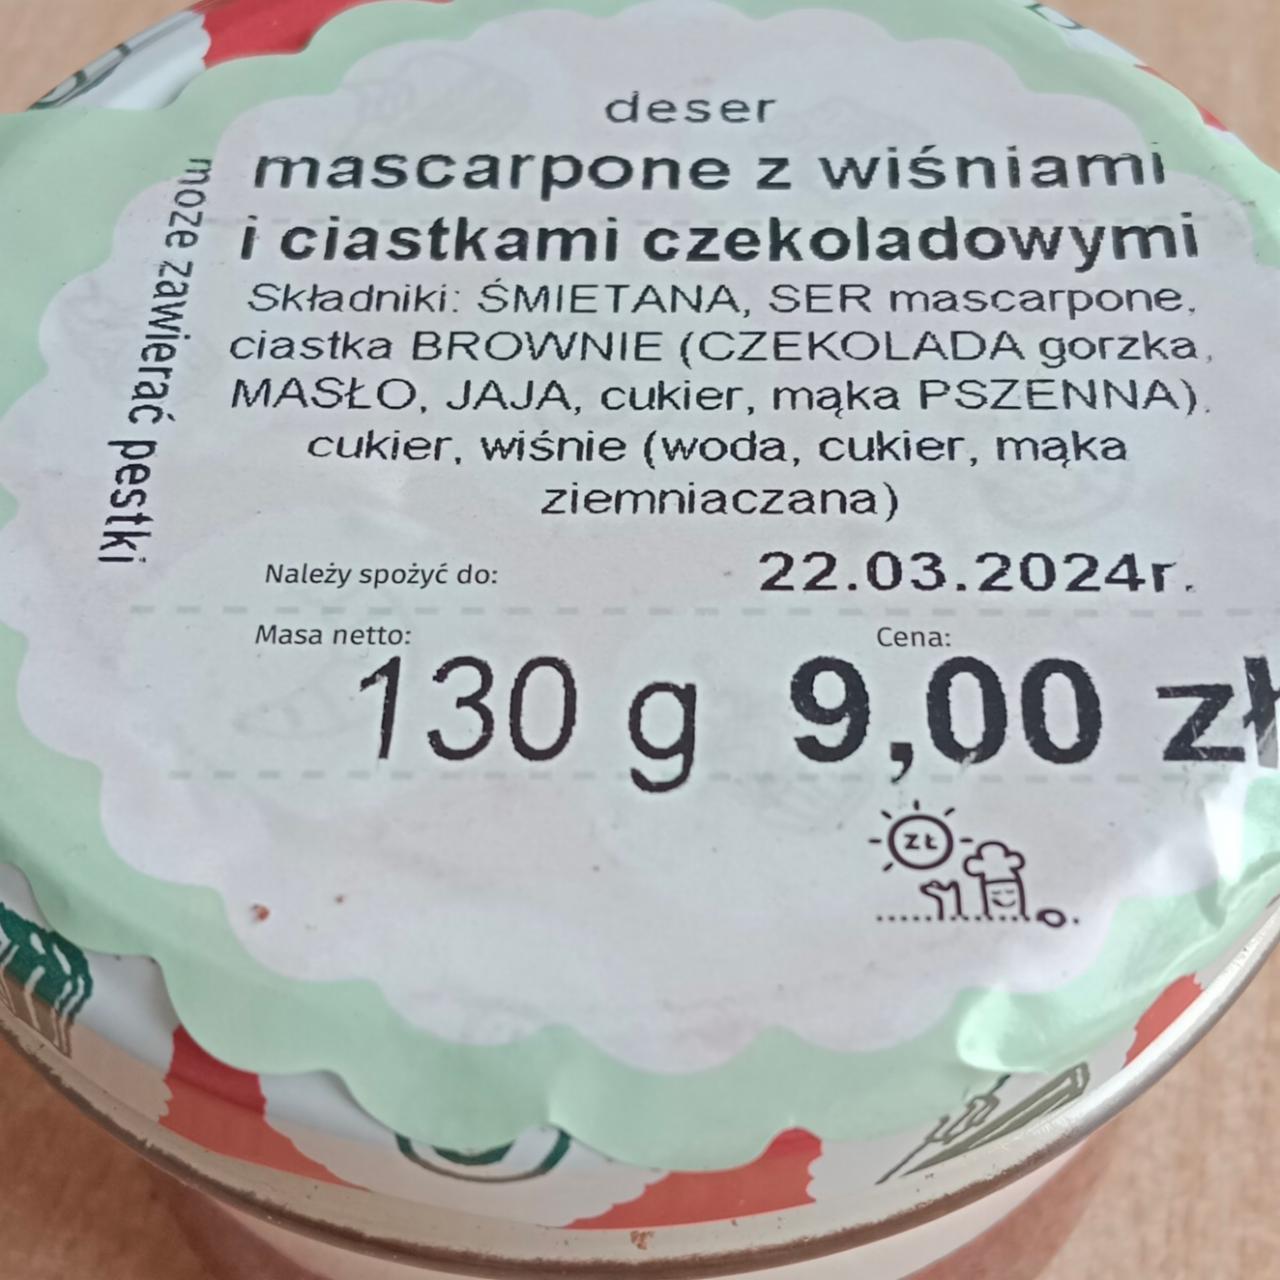 deser
mascarpone z wiśniami
i ciastkami czekoladowymi
Składniki: ŚMIETANA, SER mascarpone,
ciastka BROWNIE (CZEKOLADA gorzka,
MASŁO, JAJA, cukier, mąka PSZENNA),
cukier, wiśnie (woda, cukier, mąka
ziemniaczana)
może zawierać pestki
Należy spożyć do: 22.03.2024r.
Masa netto: Cena:
130 g 9,00 zł
ZŁ